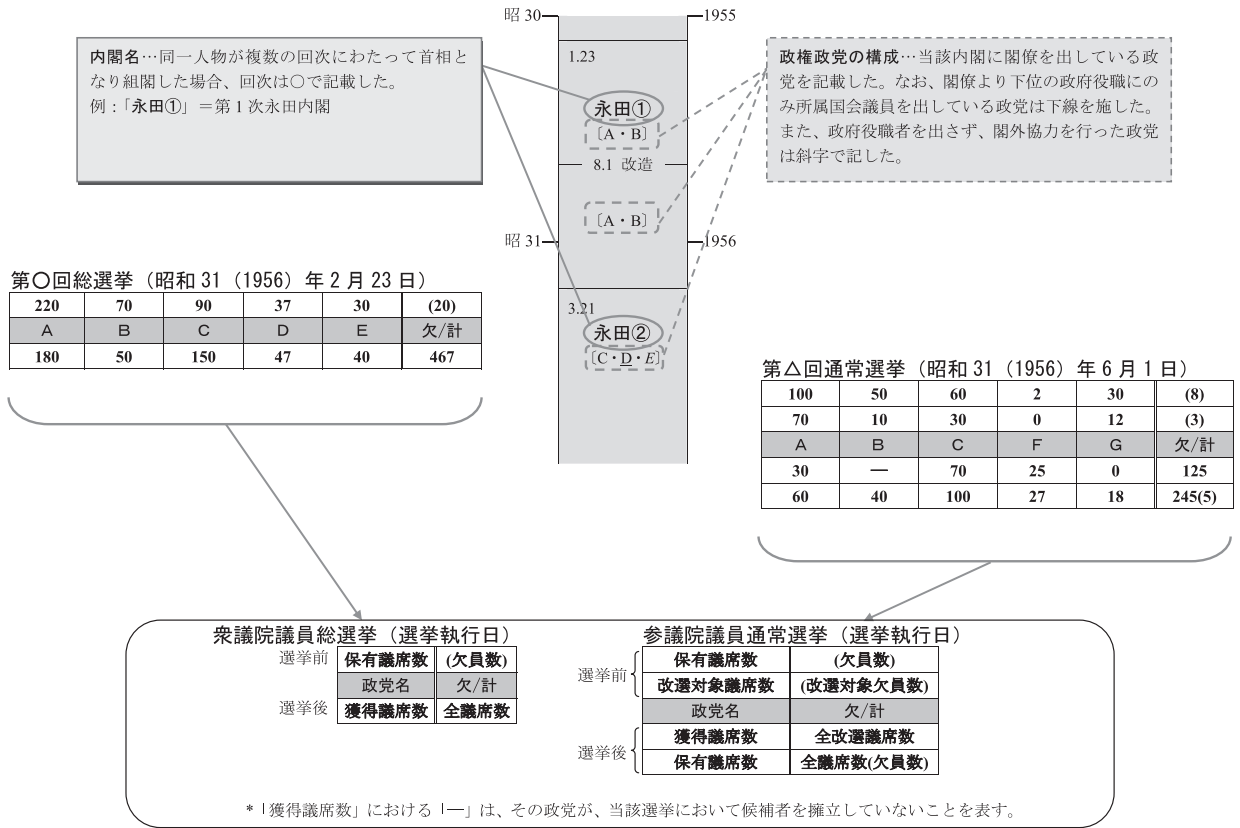 昭 30 1955
内閣名…同一人物が複数の回次にわたって首相と
なり組閣した場合、回次は○で記載した。
例：「永田①」＝第 1 次永田内閣
1.23
永田①
〔A・B〕
8.1 改造
〔A・B〕
政権政党の構成…当該内閣に閣僚を出している政
党を記載した。なお、閣僚より下位の政府役職にの
み所属国会議員を出している政党は下線を施した。
また、政府役職者を出さず、閣外協力を行った政党
は斜字で記した。
昭 31 1956
3.21
永田②
〔C・D・E〕
第○回総選挙（昭和 31（1956）年 2 月 23 日）
220 70 90 37 30 (20)
A B C D E 欠/計
180 50 150 47 40 467
第△回通常選挙（昭和 31（1956）年 6 月 1 日）
100 50 60 2 30 (8)
70 10 30 0 12 (3)
A B C F G 欠/計
30 ― 70 25 0 125
60 40 100 27 18 245(5)
衆議院議員総選挙（選挙執行日）
選挙前 保有議席数 (欠員数)
政党名 欠/計
選挙後 獲得議席数 全議席数
参議院議員通常選挙（選挙執行日）
選挙前
保有議席数 (欠員数)
改選対象議席数 (改選対象欠員数)
政党名 欠/計
選挙後
獲得議席数 全改選議席数
保有議席数 全議席数(欠員数)
*「獲得議席数」における「―」は、その政党が、当該選挙において候補者を擁立していないことを表す。